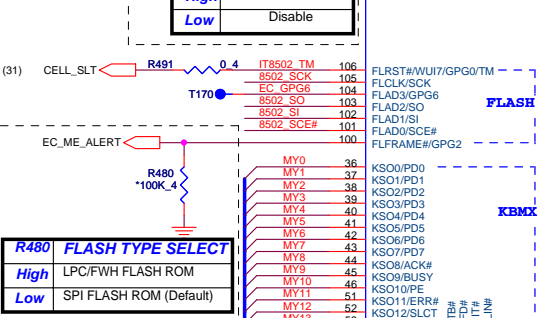 Low Disable
(31) CELL_SLT R491 0_4 IT8502_TM 106 FLRST#/WUI7/GPG0/TM
8502_SCK 105 FLCLK/SCK
T170 EC_GPG6 104 FLAD3/GPG6
FLASH
8502_SO 103 FLAD2/SO
8502_SI 102 FLAD1/SI
8502_SCE# 101 FLAD0/SCE#
EC_ME_ALERT 100 FLFRAME#/GPG2
R480
*100K_4
MY0 36 KSO0/PD0
MY1 37 KSO1/PD1
MY2 38 KSO2/PD2
MY3 39 KSO3/PD3
MY4 40 KSO4/PD4
KBMX
MY5 41 KSO5/PD5
MY6 42 KSO6/PD6
MY7 43 KSO7/PD7
MY8 44 KSO8/ACK#
MY9 45 KSO9/BUSY
MY10 46 KSO10/PE
MY11 51 KSO11/ERR#
MY12 52 KSO12/SLCT
R480 FLASH TYPE SELECT
High LPC/FWH FLASH ROM
Low SPI FLASH ROM (Default)